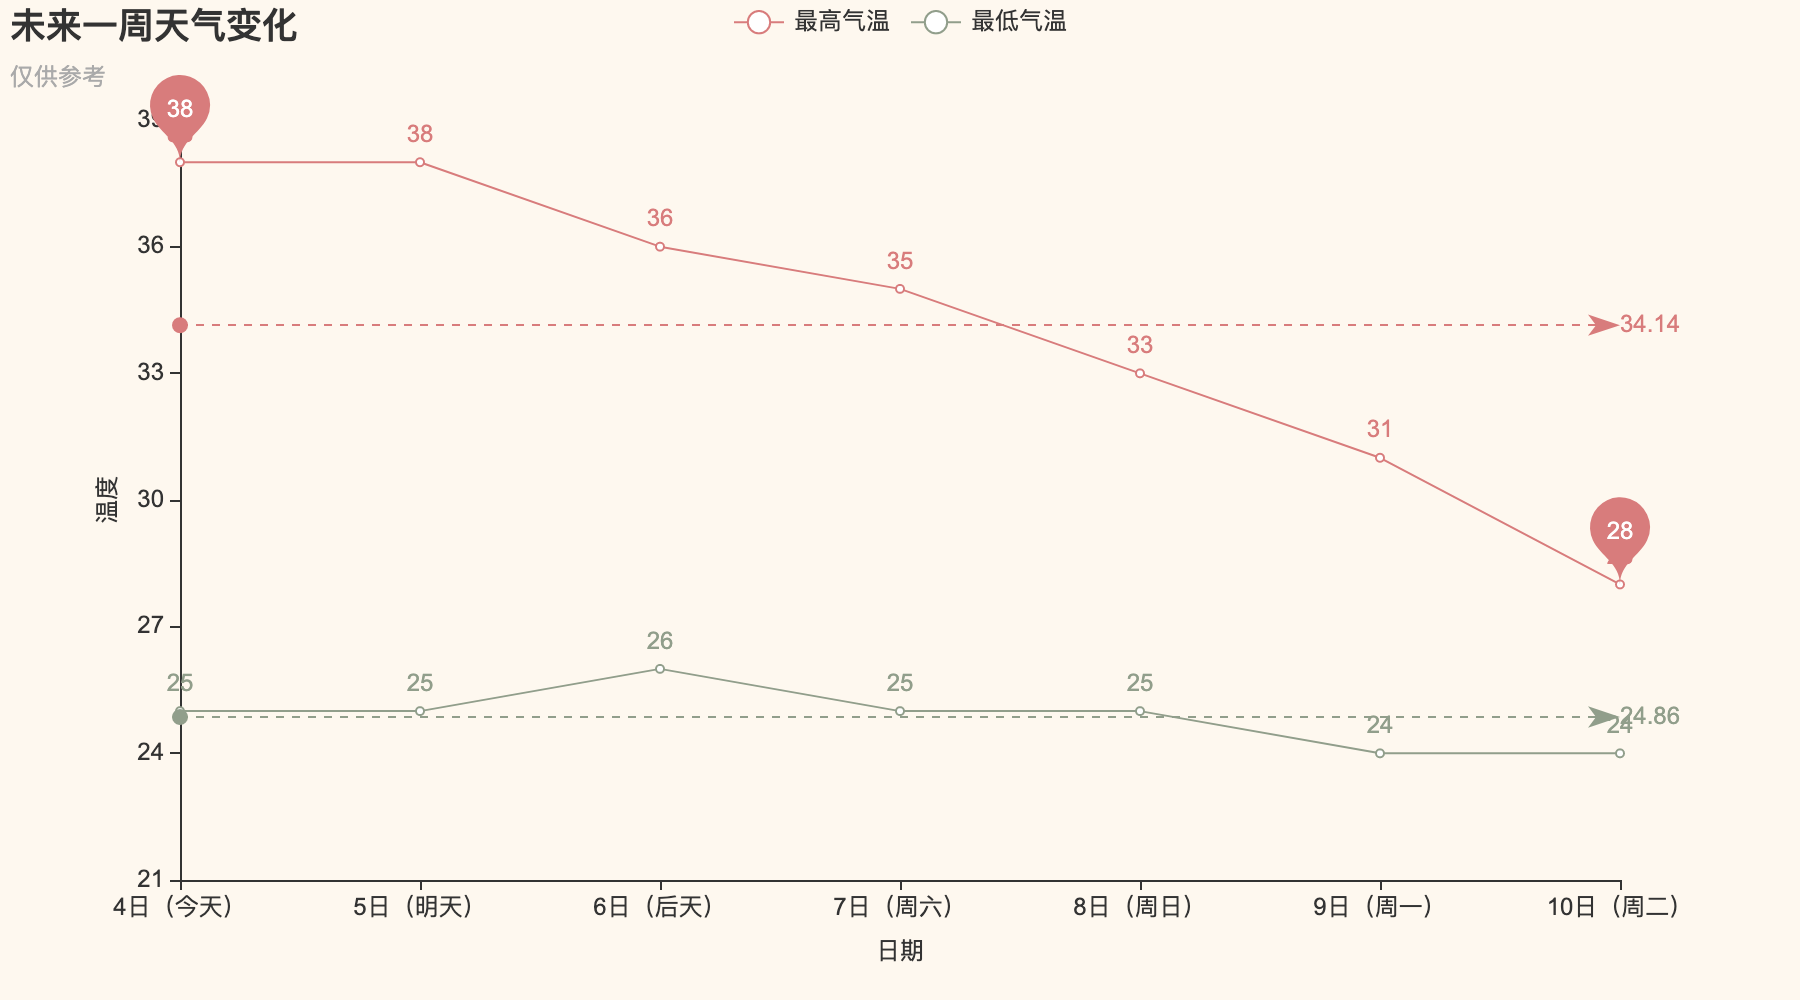 未来一周天气变化
仅供参考
最高气温
最低气温
38
38
36
35
33
31
28
34.14
25
25
26
25
25
24
24
24.86
36
33
30
27
24
21
温度
4日（今天）
5日（明天）
6日（后天）
7日（周六）
8日（周日）
9日（周一）
10日（周二）
日期